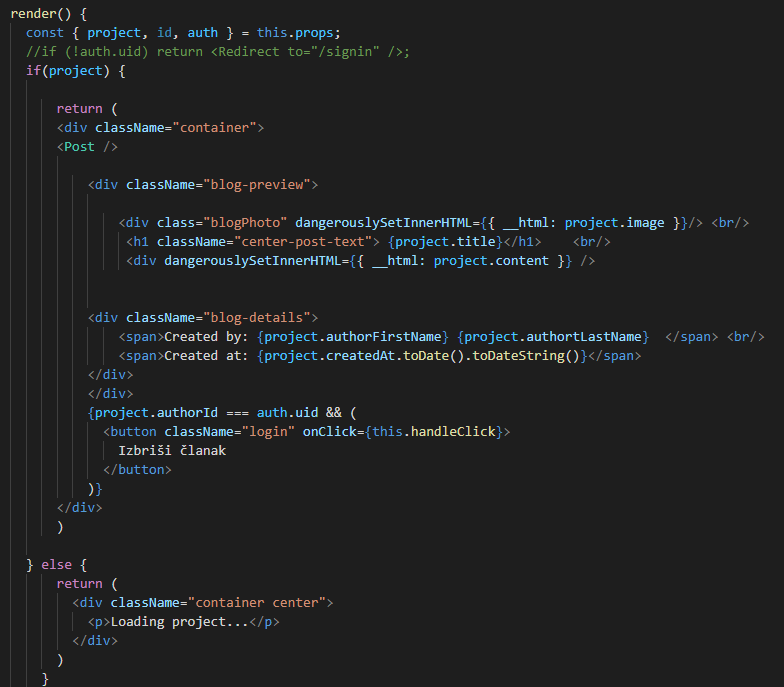 render() {
const { project, id, auth } = this.props;
//if (!auth.uid) return <Redirect to="/signin" />;
if(project) {
return (
<div className="container">
<Post />
<div className="blog-preview">
<div class="blogPhoto" dangerouslySetInnerHTML={{ __html: project.image }}/> <br/>
<h1 className="center-post-text"> {project.title}</h1>    <br/>
<div dangerouslySetInnerHTML={{ __html: project.content }} />
<div className="blog-details">
<span>Created by: {project.authorFirstName} {project.authortLastName}  </span> <br/>
<span>Created at: {project.createdAt.toDate().toDateString()}</span>
</div>
</div>
{project.authorId === auth.uid && (
<button className="login" onClick={this.handleClick}>
Izbriši članak
</button>
)}
</div>
)
} else {
return (
<div className="container center">
<p>Loading project...</p>
</div>
)
}